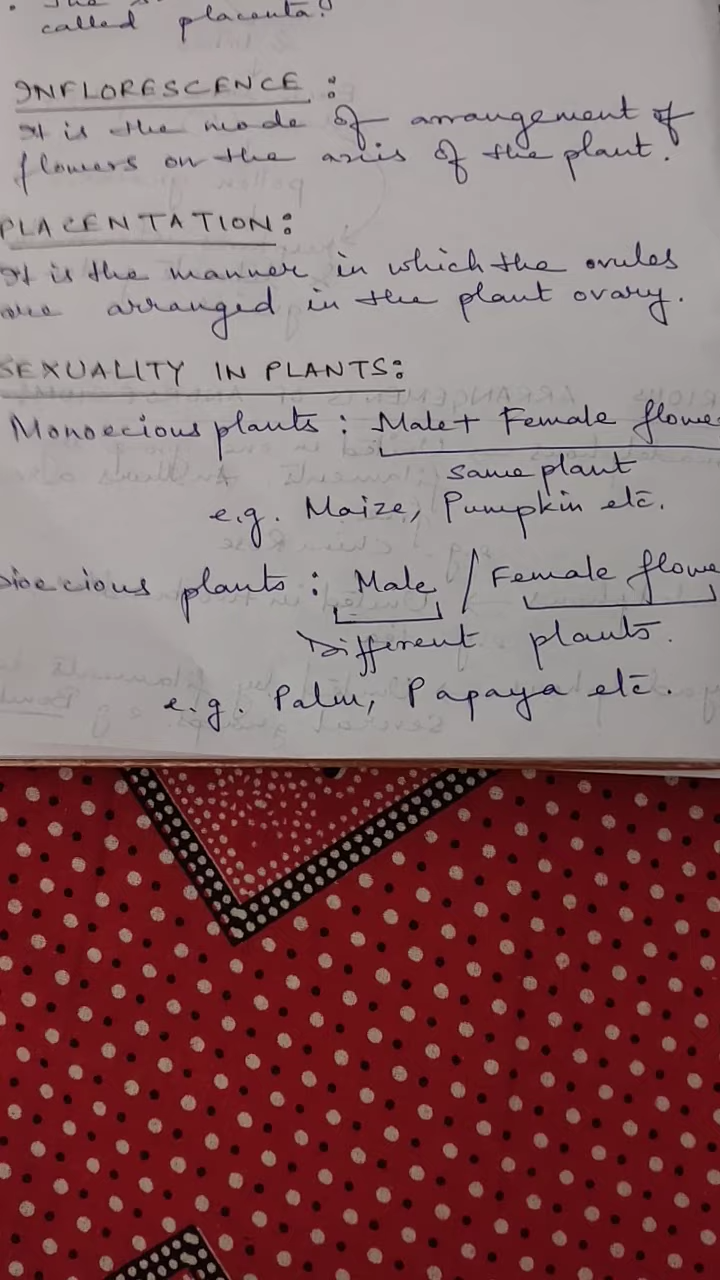 called placenta.
INFLORESCENCE :
It is the mode of arrangement of
flowers on the axis of the plant.
PLACENTATION:
It is the manner in which the ovules
are arranged in the plant ovary.
SEXUALITY IN PLANTS:
Monoecious plants : Male + Female flowe
same plant
e.g. Maize, Pumpkin etc.
Dioecious plants : Male / Female flowe
Different plants.
e.g. Palm, Papaya etc.